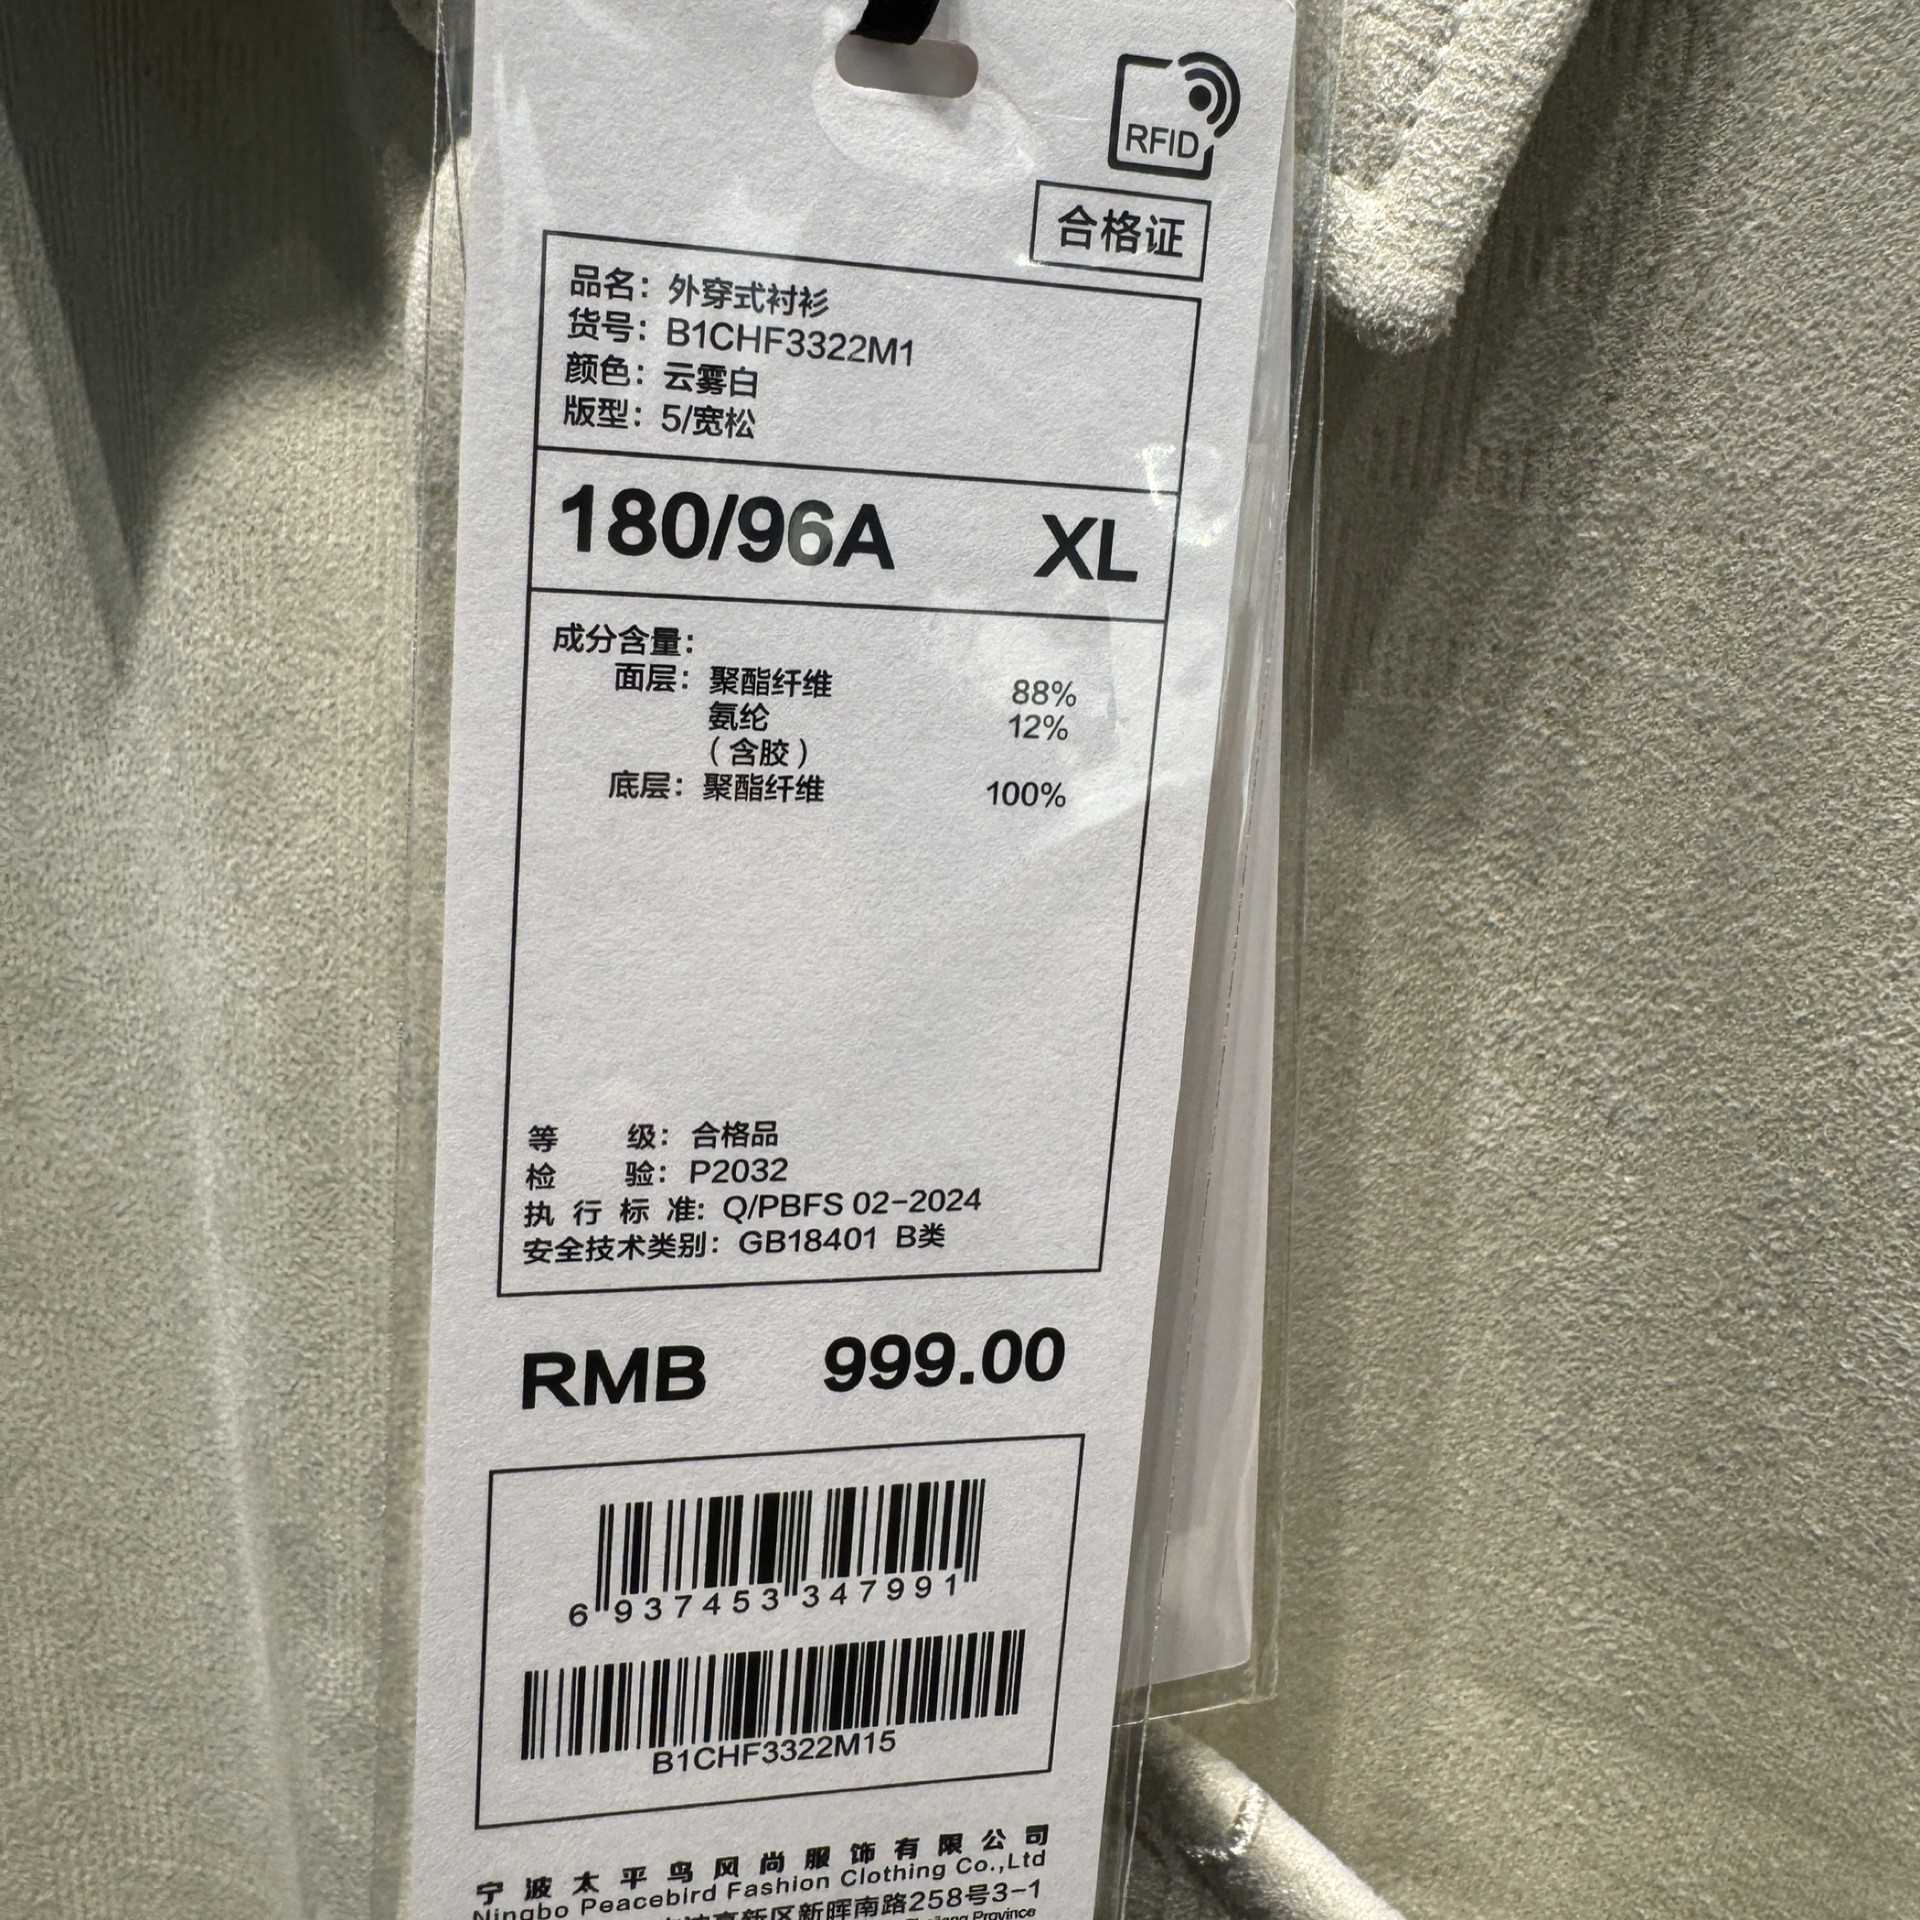 RFID
合格证
品名：外穿式衬衫
货号：B1CHF3322M1
颜色：云雾白
版型：5/宽松
180/96A XL
成分含量：
面层：聚酯纤维 88%
氨纶 12%
（含胶）
底层：聚酯纤维 100%
等 级：合格品
检 验：P2032
执 行 标 准：Q/PBFS 02-2024
安全技术类别：GB18401 B类
RMB 999.00
6 937453 347991
B1CHF3322M15
宁波太平鸟风尚服饰有限公司
Ningbo Peacebird Fashion Clothing Co.,Ltd
高新区新晖南路258号3-1
Province